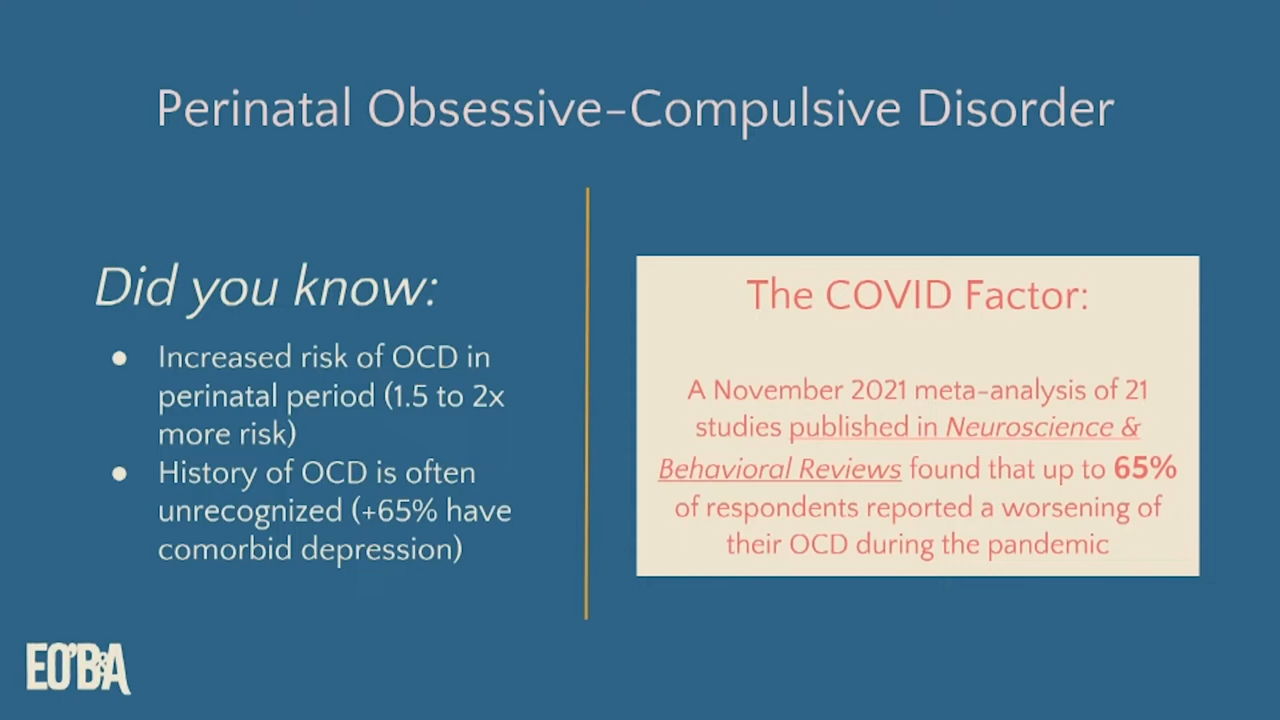 Perinatal Obsessive-Compulsive Disorder
Did you know:
● Increased risk of OCD in
perinatal period (1.5 to 2x
more risk)
● History of OCD is often
unrecognized (+65% have
comorbid depression)
The COVID Factor:
A November 2021 meta-analysis of 21
studies published in Neuroscience &
Behavioral Reviews found that up to 65%
of respondents reported a worsening of
their OCD during the pandemic
EO'B&A